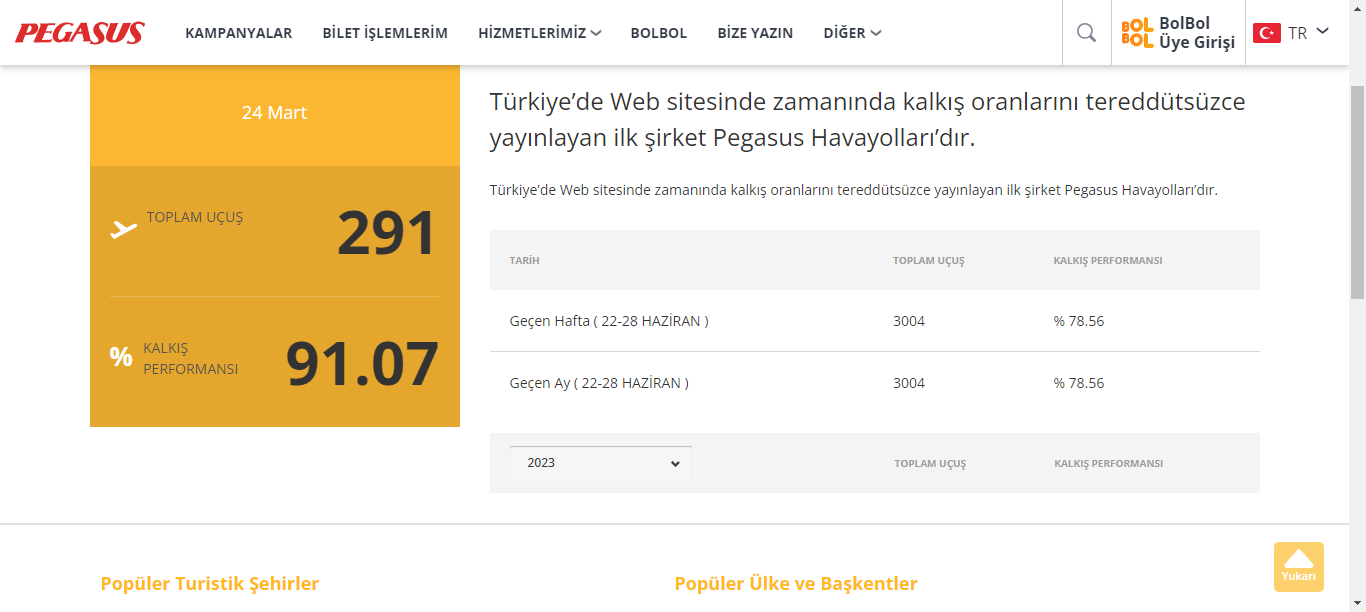 PEGASUS
KAMPANYALAR
BİLET İŞLEMLERİM
HİZMETLERİMİZ
BOLBOL
BİZE YAZIN
DİĞER
BOL
BOL
BolBol
Üye Girişi
TR
24 Mart
TOPLAM UÇUŞ
291
%
KALKIŞ
PERFORMANSI
91.07
Türkiye’de Web sitesinde zamanında kalkış oranlarını tereddütsüzce
yayınlayan ilk şirket Pegasus Havayolları’dır.
Türkiye’de Web sitesinde zamanında kalkış oranlarını tereddütsüzce yayınlayan ilk şirket Pegasus Havayolları’dır.
TARİH TOPLAM UÇUŞ KALKIŞ PERFORMANSI
Geçen Hafta ( 22-28 HAZİRAN ) 3004 % 78.56
Geçen Ay ( 22-28 HAZİRAN ) 3004 % 78.56
2023 TOPLAM UÇUŞ KALKIŞ PERFORMANSI
Popüler Turistik Şehirler
Popüler Ülke ve Başkentler
Yukarı